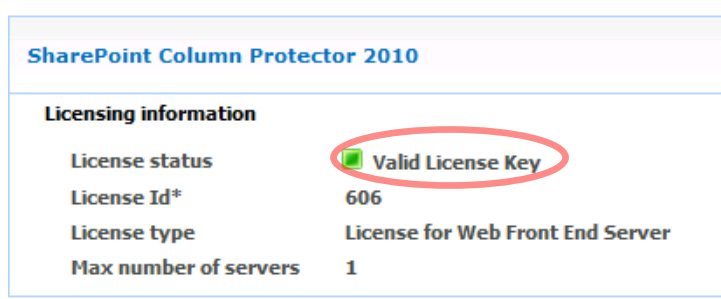 SharePoint Column Protector 2010
Licensing information
License status Valid License Key
License Id* 606
License type License for Web Front End Server
Max number of servers 1